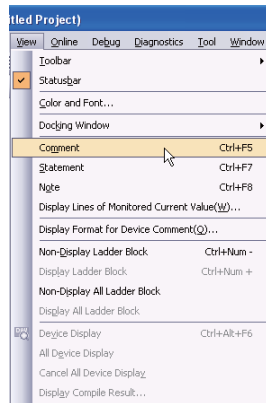 itled Project)
View Online Debug Diagnostics Tool Window
Toolbar
Statusbar
Color and Font...
Docking Window
Comment Ctrl+F5
Statement Ctrl+F7
Note Ctrl+F8
Display Lines of Monitored Current Value(W)...
Display Format for Device Comment(O)...
Non-Display Ladder Block Ctrl+Num -
Display Ladder Block Ctrl+Num +
Non-Display All Ladder Block
Display All Ladder Block
Device Display Ctrl+Alt+F6
All Device Display
Cancel All Device Display
Display Compile Result...